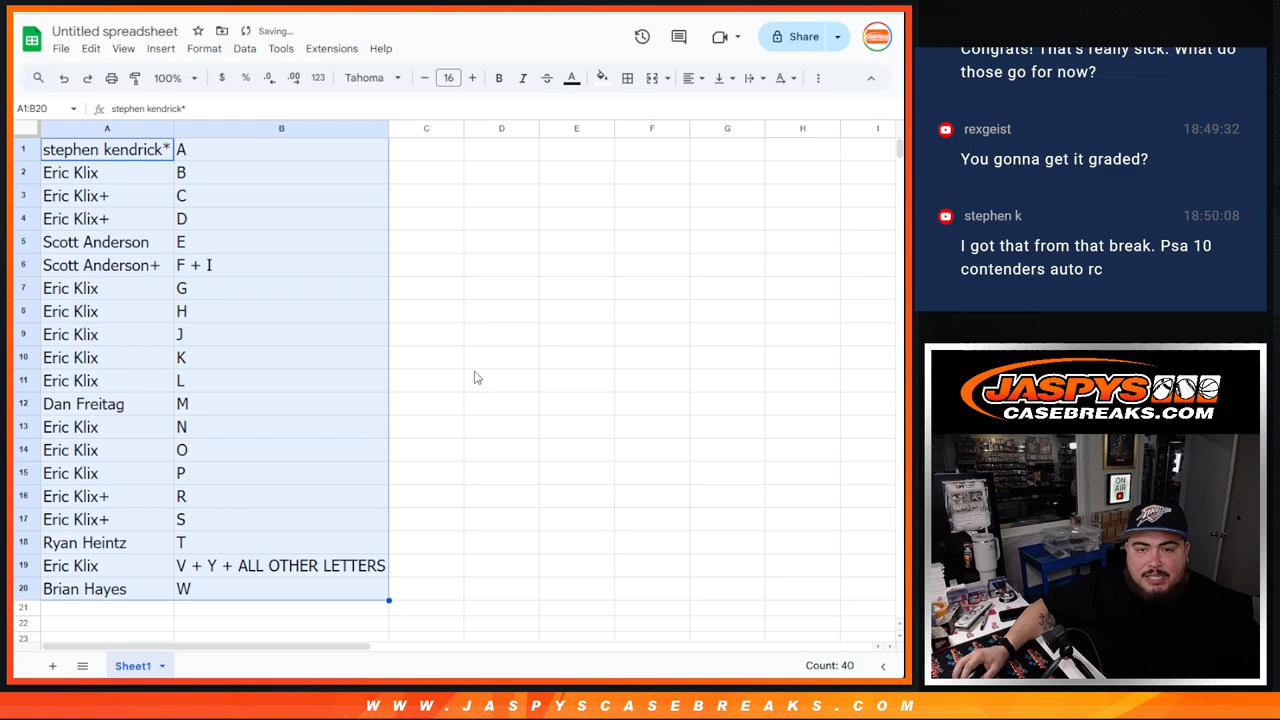 Untitled spreadsheet Saving...
File Edit View Insert Format Data Tools Extensions Help
Share
100% $ % .0 .00 123 Tahoma 16 B I A
A1:B20 fx stephen kendrick*
A B C D E F G H I
1 stephen kendrick* A
2 Eric Klix B
3 Eric Klix+ C
4 Eric Klix+ D
5 Scott Anderson E
6 Scott Anderson+ F + I
7 Eric Klix G
8 Eric Klix H
9 Eric Klix J
10 Eric Klix K
11 Eric Klix L
12 Dan Freitag M
13 Eric Klix N
14 Eric Klix O
15 Eric Klix P
16 Eric Klix+ R
17 Eric Klix+ S
18 Ryan Heintz T
19 Eric Klix V + Y + ALL OTHER LETTERS
20 Brian Hayes W
21
22
23
Sheet1
Count: 40
Congrats! That's really sick. What do
those go for now?
rexgeist 18:49:32
You gonna get it graded?
stephen k 18:50:08
I got that from that break. Psa 10
contenders auto rc
JASPYS
CASEBREAKS.COM
ON
AIR
WWW.JASPYSCASEBREAKS.COM